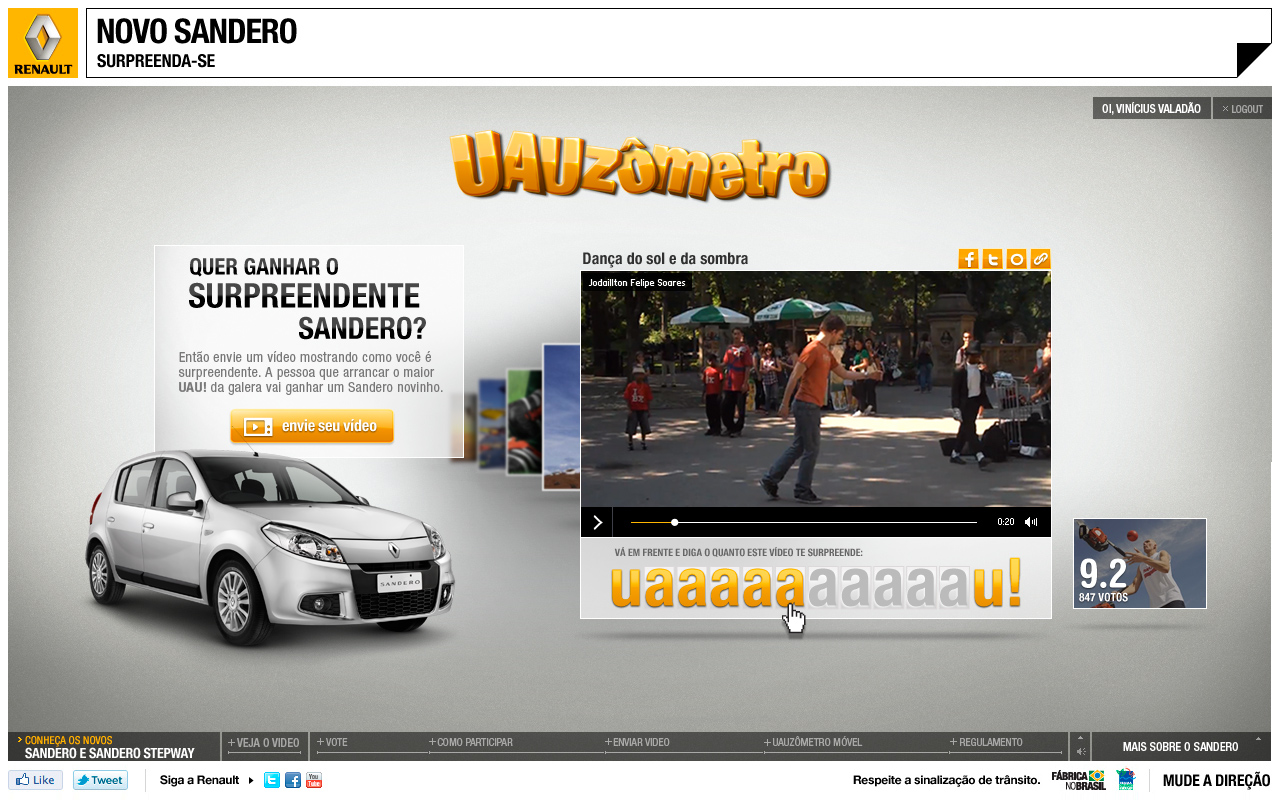 RENAULT
NOVO SANDERO
SURPREENDA-SE
OI, VINÍCIUS VALADÃO
× LOGOUT
UAUzômetro
QUER GANHAR O
SURPREENDENTE
SANDERO?
Então envie um vídeo mostrando como você é
surpreendente. A pessoa que arrancar o maior
UAU! da galera vai ganhar um Sandero novinho.
envie seu vídeo
SANDERO
Dança do sol e da sombra
Jodaillton Felipe Soares
0:20
VÁ EM FRENTE E DIGA O QUANTO ESTE VÍDEO TE SURPREENDE:
uaaaaaaaaaau!
9.2
847 VOTOS
> CONHEÇA OS NOVOS
SANDERO E SANDERO STEPWAY
+ VEJA O VIDEO
+ VOTE
+ COMO PARTICIPAR
+ ENVIAR VIDEO
+ UAUZÔMETRO MÓVEL
+ REGULAMENTO
MAIS SOBRE O SANDERO
Like
Tweet
Siga a Renault
You Tube
Respeite a sinalização de trânsito.
FÁBRICA
NO BRASIL
MUDE A DIREÇÃO